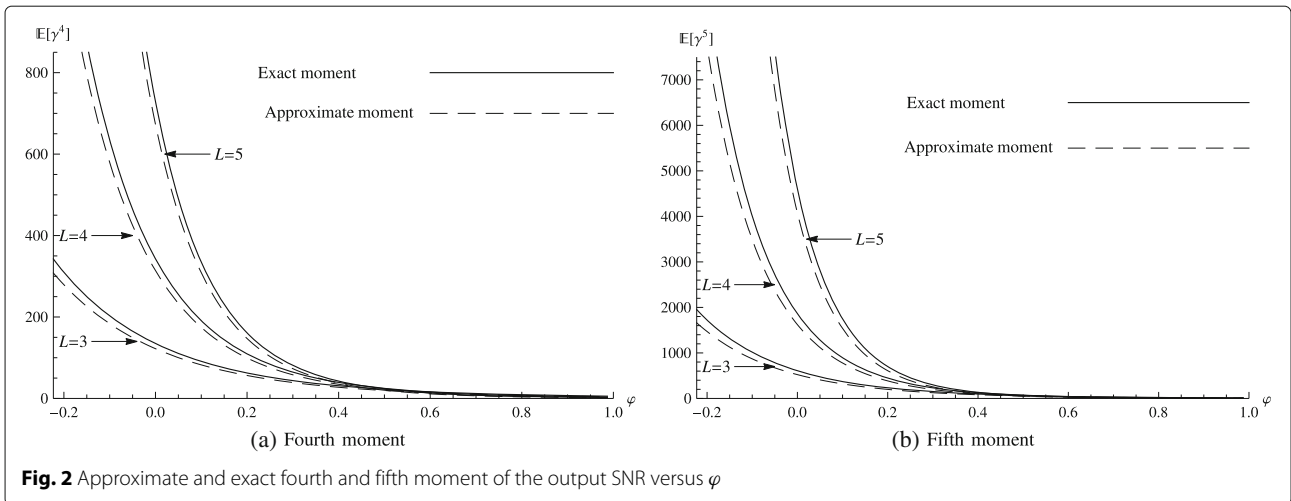 𝔼[γ⁴]
800
600
400
200
0
−0.2
0.0
0.2
0.4
0.6
0.8
1.0
φ
Exact moment
Approximate moment
L=5
L=4
L=3
(a) Fourth moment
𝔼[γ⁵]
7000
6000
5000
4000
3000
2000
1000
0
−0.2
0.0
0.2
0.4
0.6
0.8
1.0
φ
Exact moment
Approximate moment
L=5
L=4
L=3
(b) Fifth moment
Fig. 2 Approximate and exact fourth and fifth moment of the output SNR versus φ